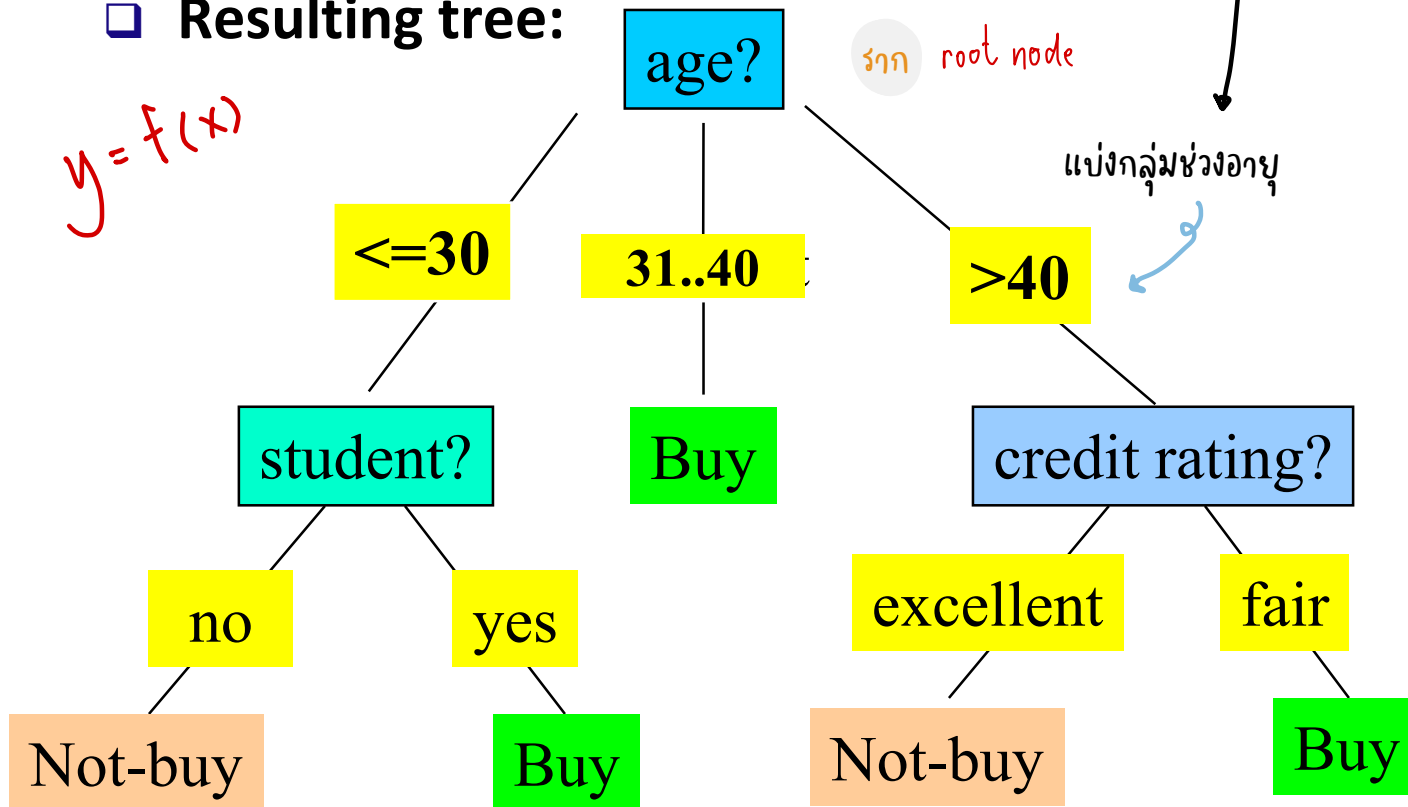 Resulting tree:
age?
ราก root node
y = f(x)
แบ่งกลุ่มช่วงอายุ
<=30
31..40
>40
student?
Buy
credit rating?
no
yes
excellent
fair
Not-buy
Buy
Not-buy
Buy